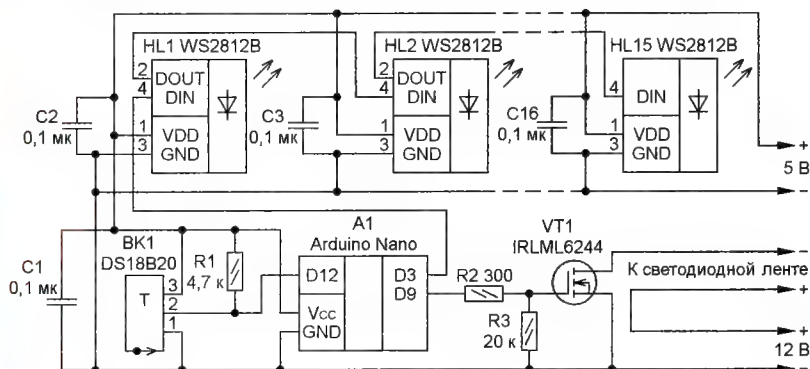 HL1 WS2812B
HL2 WS2812B
HL15 WS2812B
2 DOUT
4 DIN
1 VDD
3 GND
2 DOUT
4 DIN
1 VDD
3 GND
4 DIN
1 VDD
3 GND
C2
0,1 мк
C3
0,1 мк
C16
0,1 мк
+
5 В
–
C1
0,1 мк
BK1
DS18B20
T
3
2
1
R1
4,7 к
A1
Arduino Nano
D12
D3
D9
Vcc
GND
R2 300
R3
20 к
VT1
IRLML6244
–
К светодиодной ленте
+
+
12 В
–